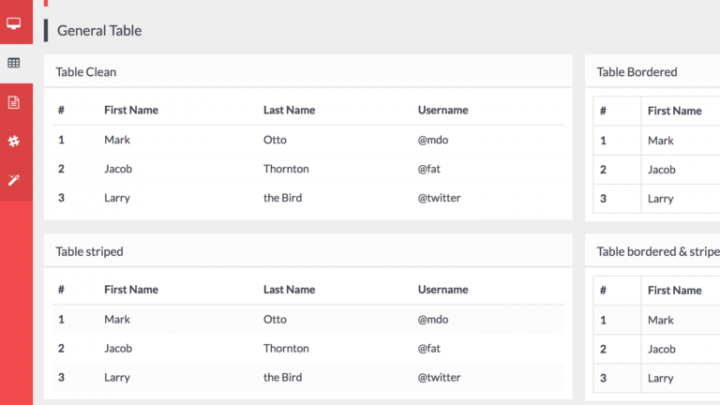 General Table
Table Clean
# First Name Last Name Username
1 Mark Otto @mdo
2 Jacob Thornton @fat
3 Larry the Bird @twitter
Table Bordered
# First Name
1 Mark
2 Jacob
3 Larry
Table striped
# First Name Last Name Username
1 Mark Otto @mdo
2 Jacob Thornton @fat
3 Larry the Bird @twitter
Table bordered & stripe
# First Name
1 Mark
2 Jacob
3 Larry